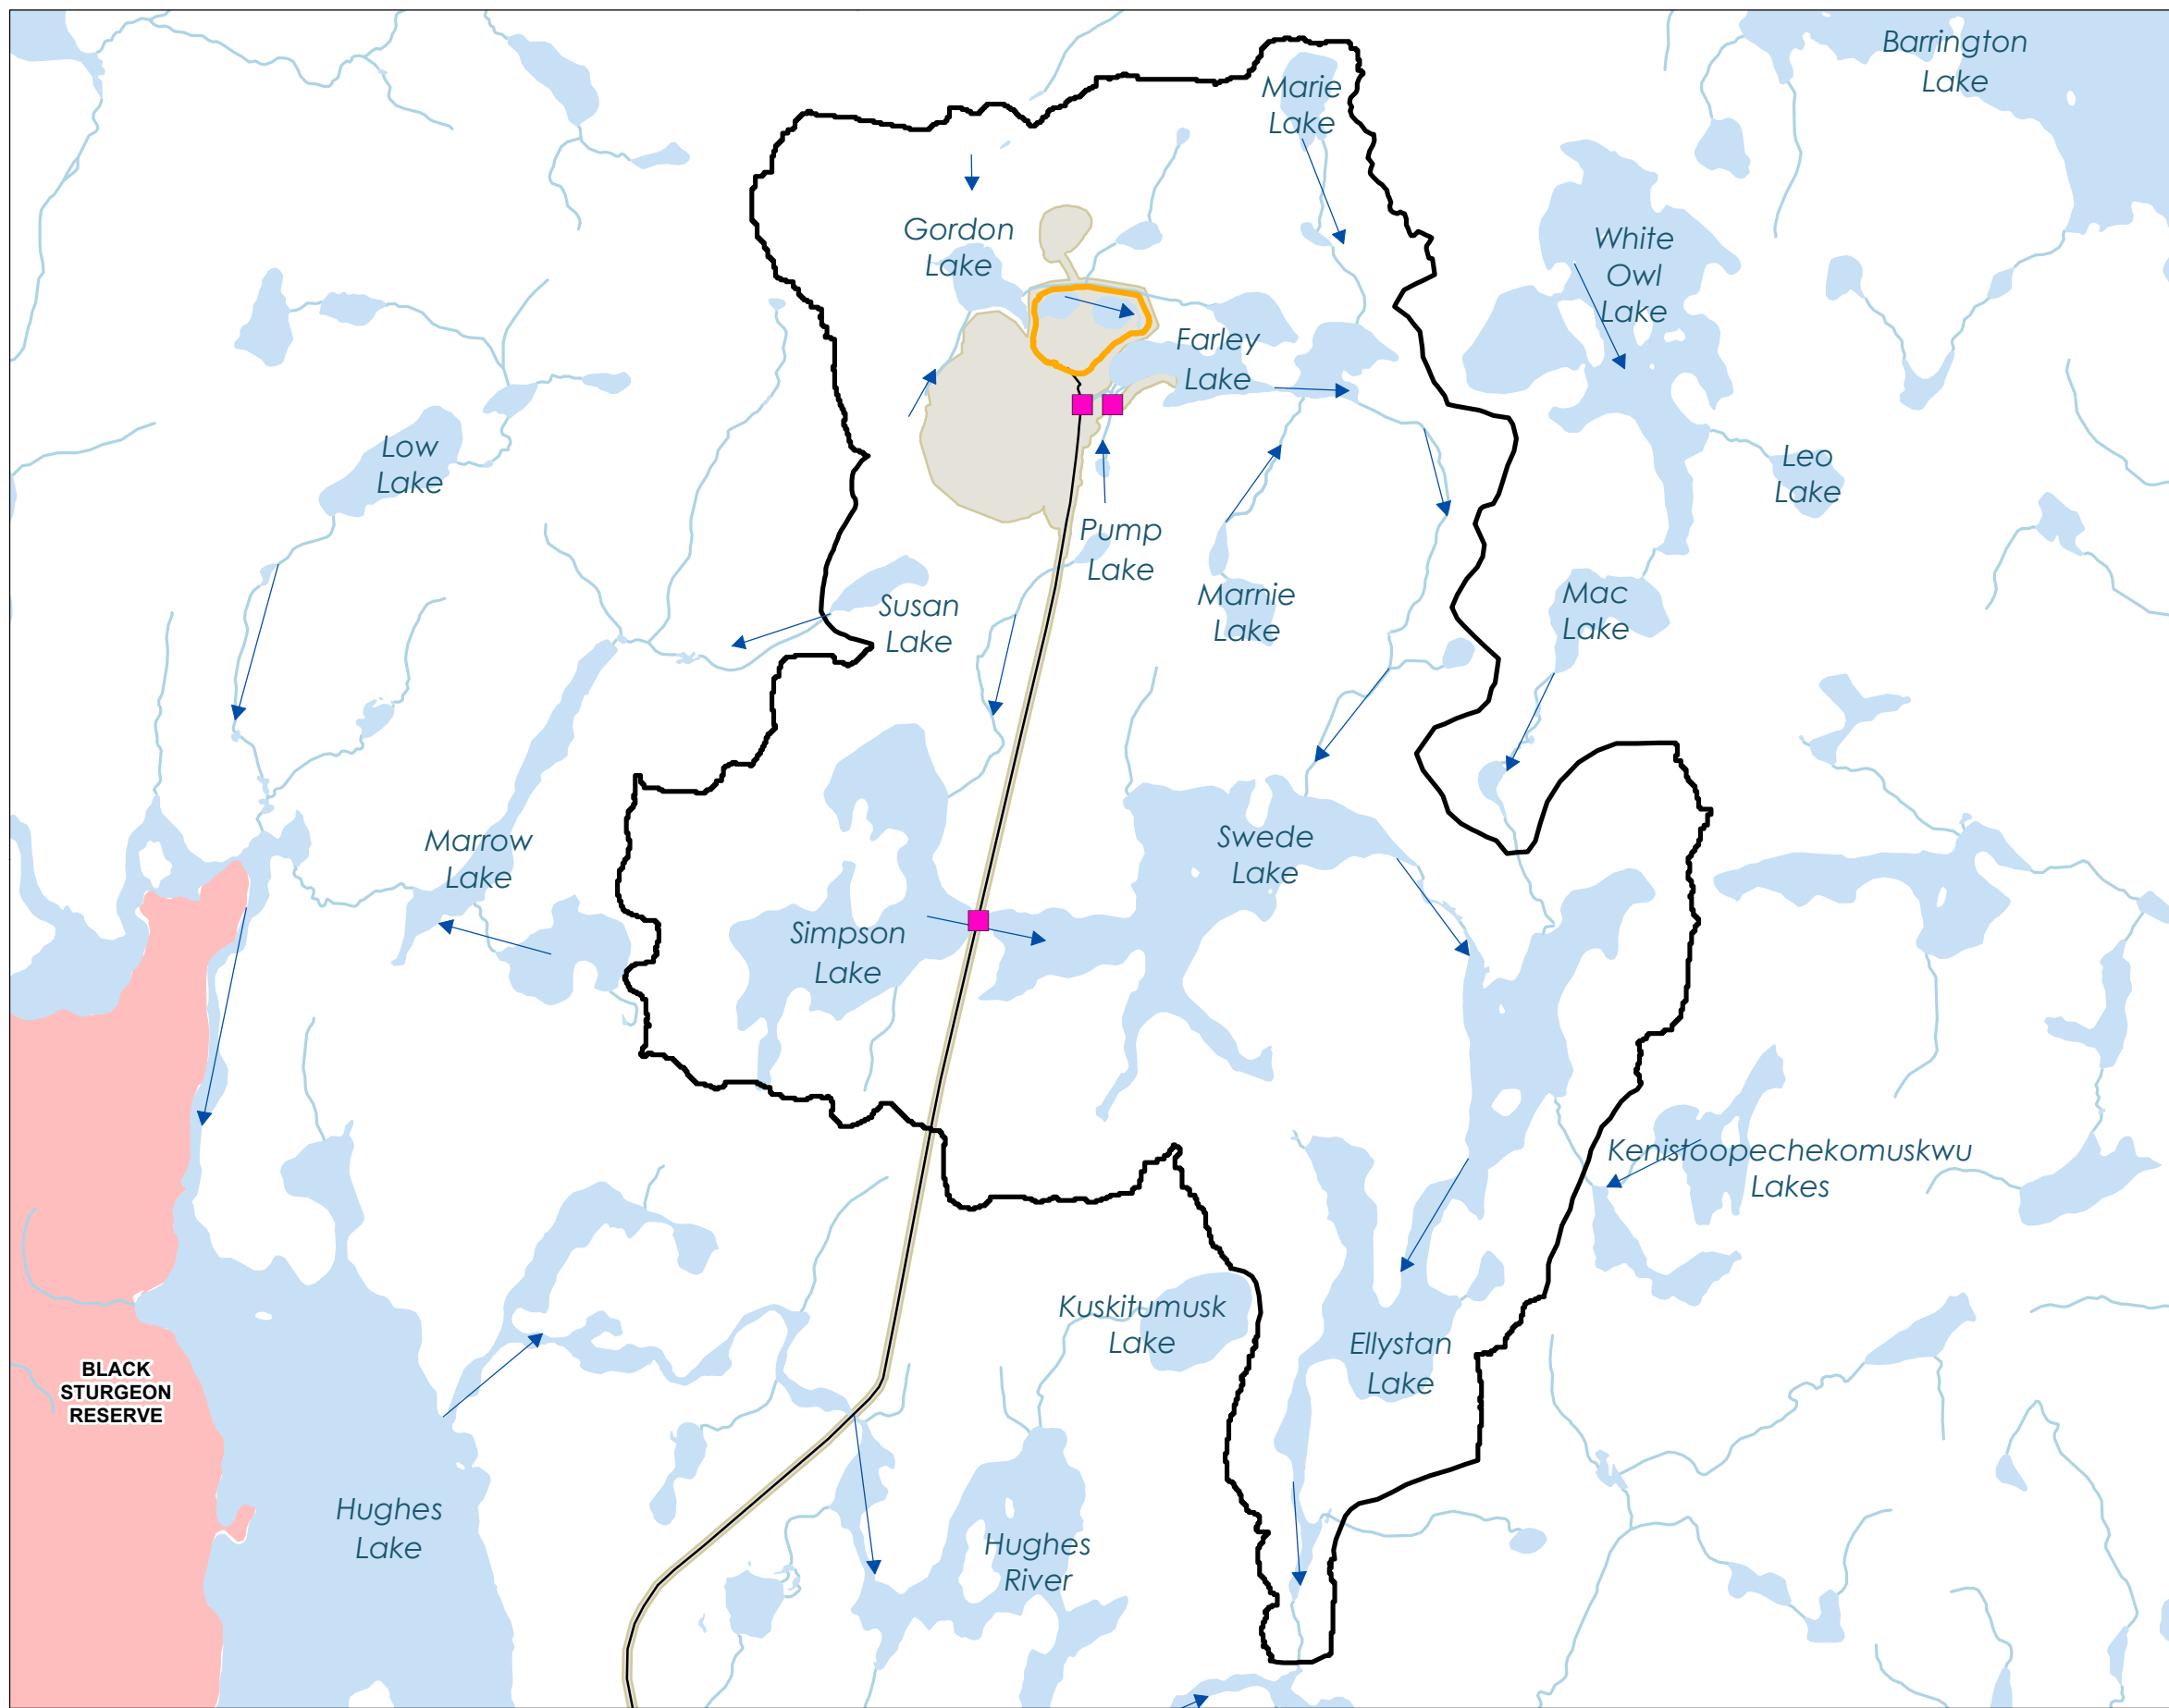 Barrington
Lake
Marie
Lake
Gordon
Lake
White
Owl
Lake
Farley
Lake
Low
Lake
Leo
Lake
Pump
Lake
Susan
Lake
Marnie
Lake
Mac
Lake
Marrow
Lake
Swede
Lake
Simpson
Lake
Kenistoopechekomuskwu
Lakes
Kuskitumusk
Lake
Ellystan
Lake
BLACK
STURGEON
RESERVE
Hughes
Lake
Hughes
River